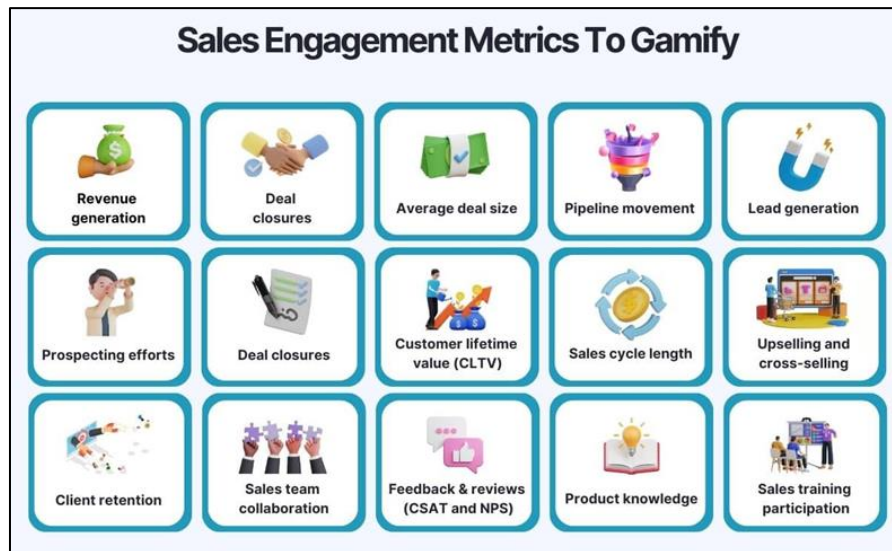 Sales Engagement Metrics To Gamify
Revenue
generation
Deal
closures
Average deal size
Pipeline movement
Lead generation
Prospecting efforts
Deal closures
Customer lifetime
value (CLTV)
Sales cycle length
Upselling and
cross-selling
Client retention
Sales team
collaboration
Feedback & reviews
(CSAT and NPS)
Product knowledge
Sales training
participation